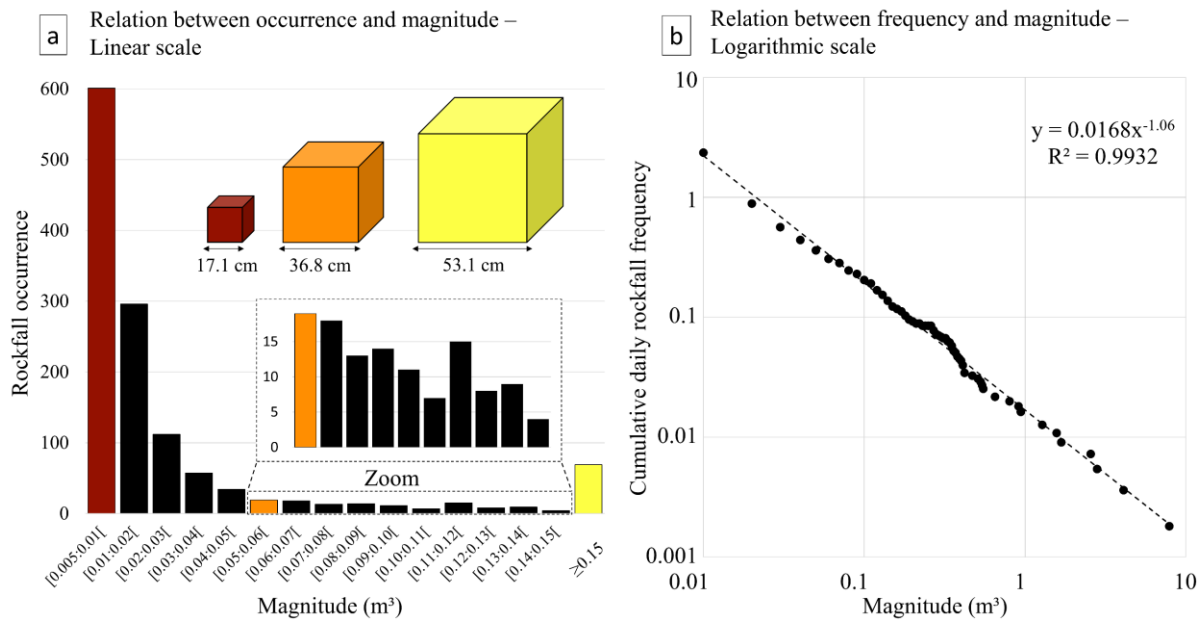 a
Relation between occurrence and magnitude –
Linear scale
Rockfall occurrence
600
500
400
300
200
100
0
17.1 cm
36.8 cm
53.1 cm
15
10
5
0
Zoom
[0.005:0.01[
[0.01:0.02[
[0.02:0.03[
[0.03:0.04[
[0.04:0.05[
[0.05:0.06[
[0.06:0.07[
[0.07:0.08[
[0.08:0.09[
[0.09:0.10[
[0.10:0.11[
[0.11:0.12[
[0.12:0.13[
[0.13:0.14[
[0.14:0.15[
≥0.15
Magnitude (m³)
b
Relation between frequency and magnitude –
Logarithmic scale
Cumulative daily rockfall frequency
10
1
0.1
0.01
0.001
y = 0.0168x⁻¹·⁰⁶
R² = 0.9932
0.01
0.1
1
10
Magnitude (m³)